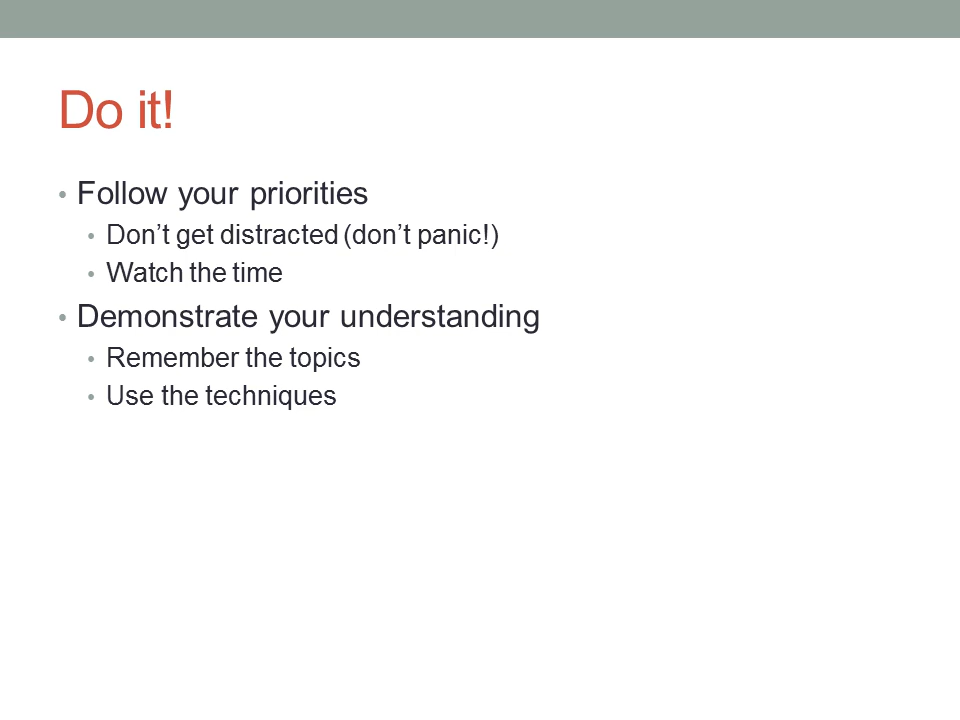 Do it!
• Follow your priorities
• Don’t get distracted (don’t panic!)
• Watch the time
• Demonstrate your understanding
• Remember the topics
• Use the techniques